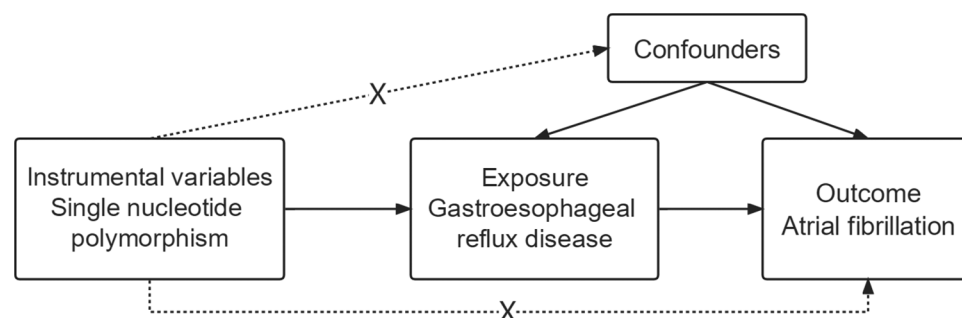 Confounders
X
Instrumental variables
Single nucleotide
polymorphism
Exposure
Gastroesophageal
reflux disease
Outcome
Atrial fibrillation
X